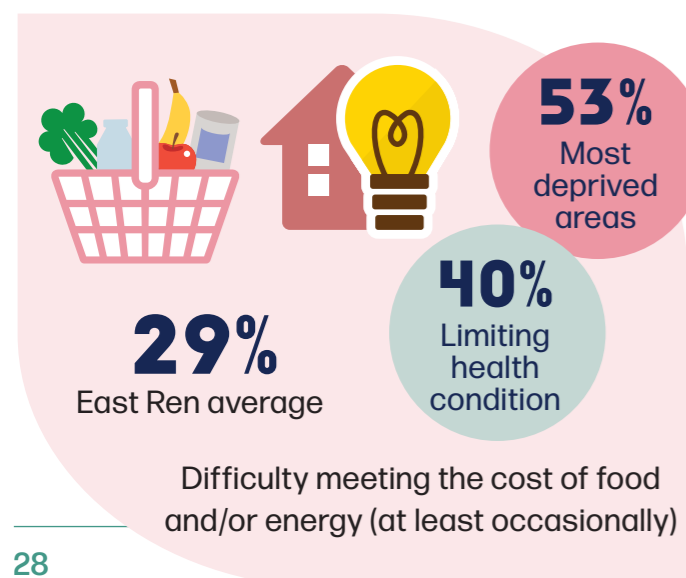 53%
Most
deprived
areas
40%
Limiting
health
condition
29%
East Ren average
Difficulty meeting the cost of food
and/or energy (at least occasionally)
28